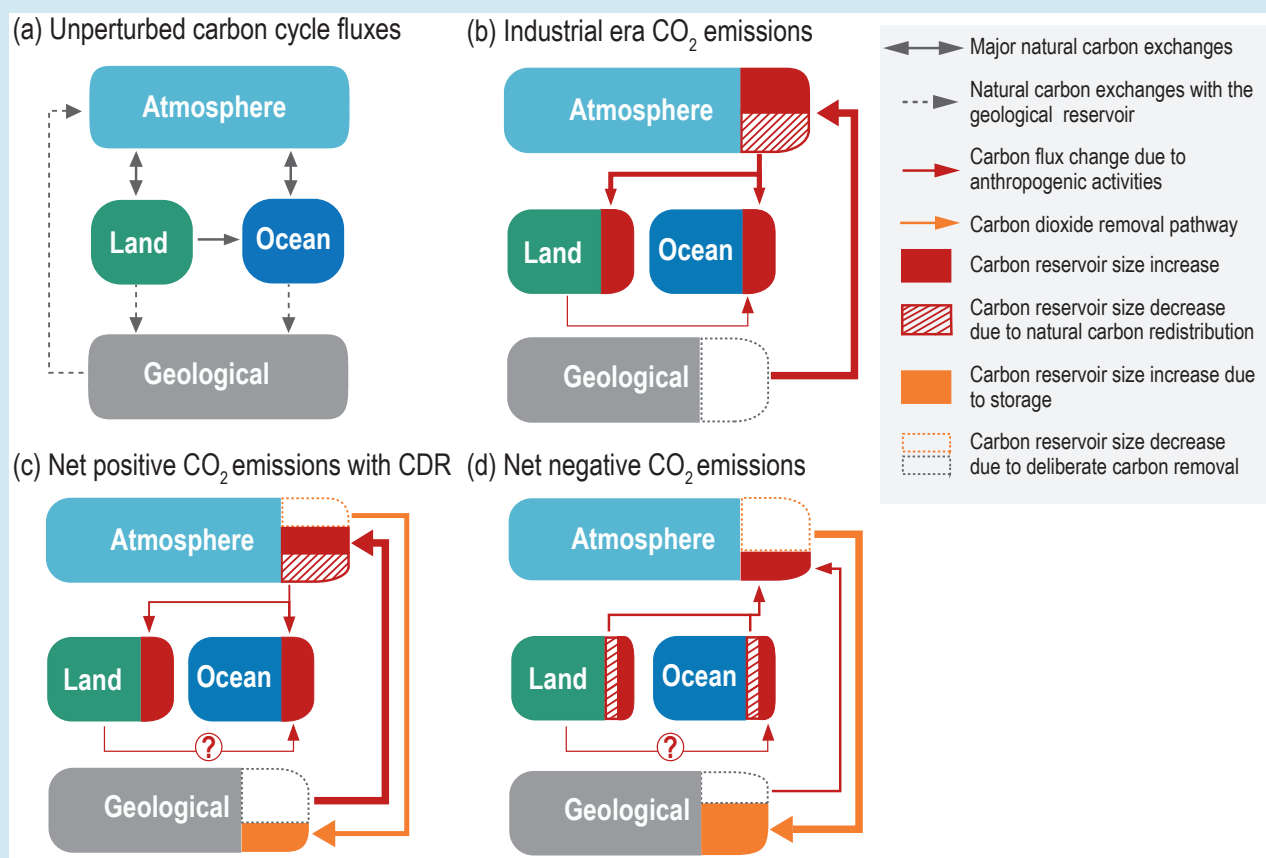 (a) Unperturbed carbon cycle fluxes
Atmosphere
Land
Ocean
Geological
(b) Industrial era CO₂ emissions
Atmosphere
Land
Ocean
Geological
Major natural carbon exchanges
Natural carbon exchanges with the
geological reservoir
Carbon flux change due to
anthropogenic activities
Carbon dioxide removal pathway
Carbon reservoir size increase
Carbon reservoir size decrease
due to natural carbon redistribution
Carbon reservoir size increase due
to storage
Carbon reservoir size decrease
due to deliberate carbon removal
(c) Net positive CO₂ emissions with CDR
Atmosphere
Land
Ocean
?
Geological
(d) Net negative CO₂ emissions
Atmosphere
Land
Ocean
?
Geological